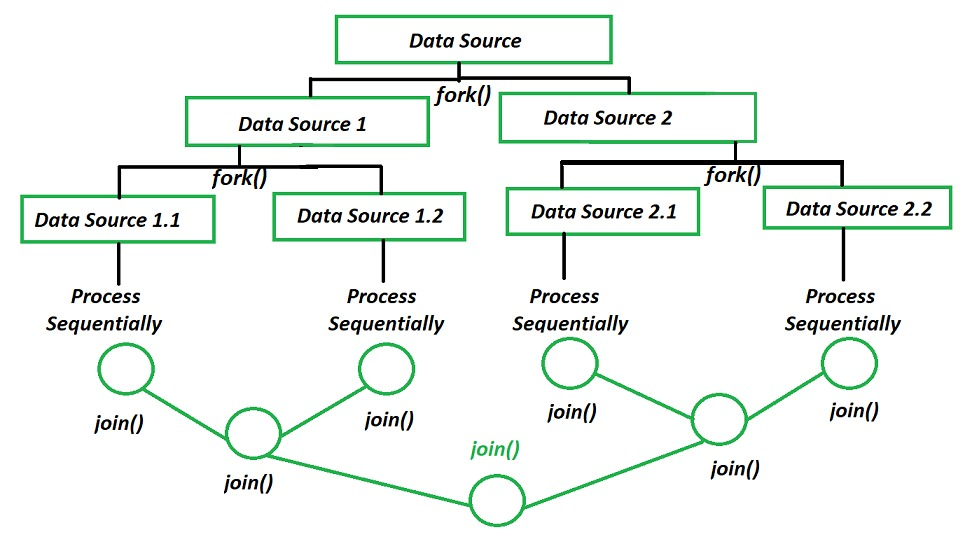 Data Source
fork()
Data Source 1
Data Source 2
fork()
fork()
Data Source 1.1
Data Source 1.2
Data Source 2.1
Data Source 2.2
Process
Sequentially
Process
Sequentially
Process
Sequentially
Process
Sequentially
join()
join()
join()
join()
join()
join()
join()